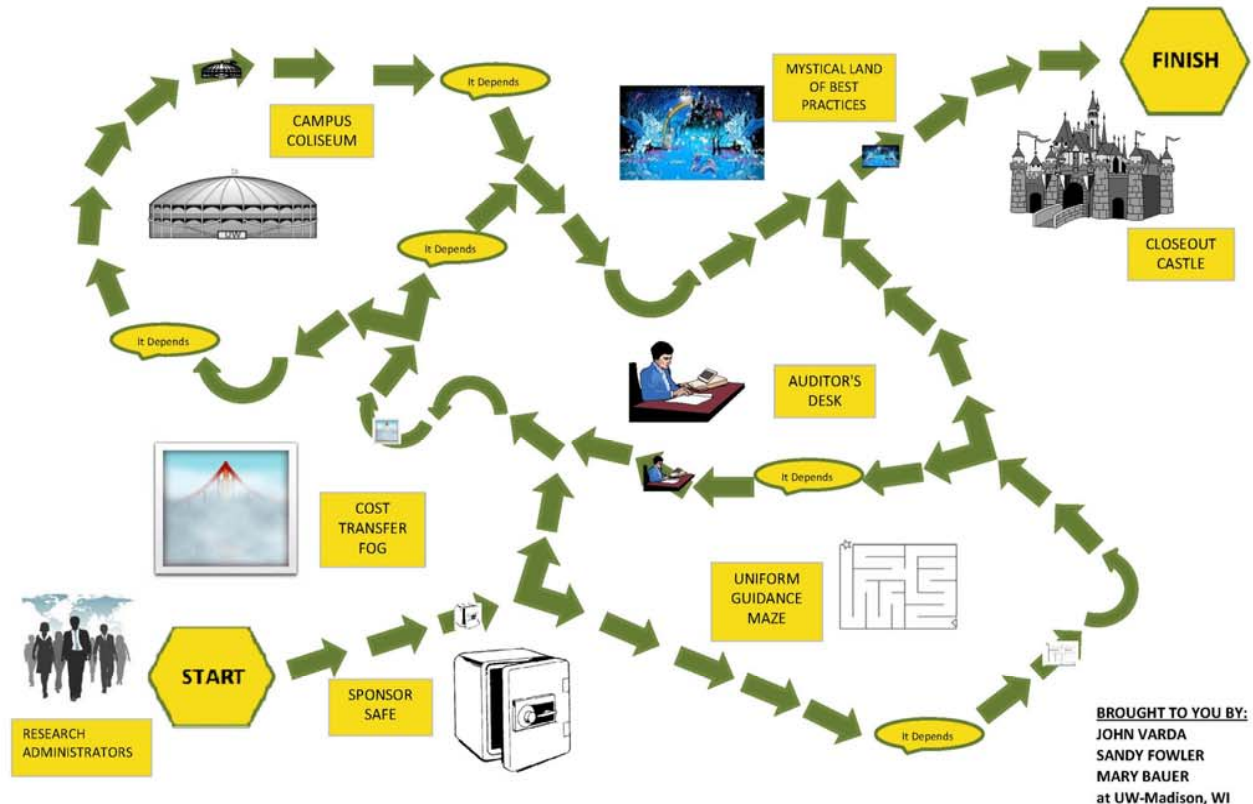 FINISH
MYSTICAL LAND
OF BEST
PRACTICES
It Depends
CAMPUS
COLISEUM
UW
It Depends
CLOSEOUT
CASTLE
It Depends
AUDITOR'S
DESK
It Depends
COST
TRANSFER
FOG
UNIFORM
GUIDANCE
MAZE
START
SPONSOR
SAFE
RESEARCH
ADMINISTRATORS
It Depends
BROUGHT TO YOU BY:
JOHN VARDA
SANDY FOWLER
MARY BAUER
at UW-Madison, WI